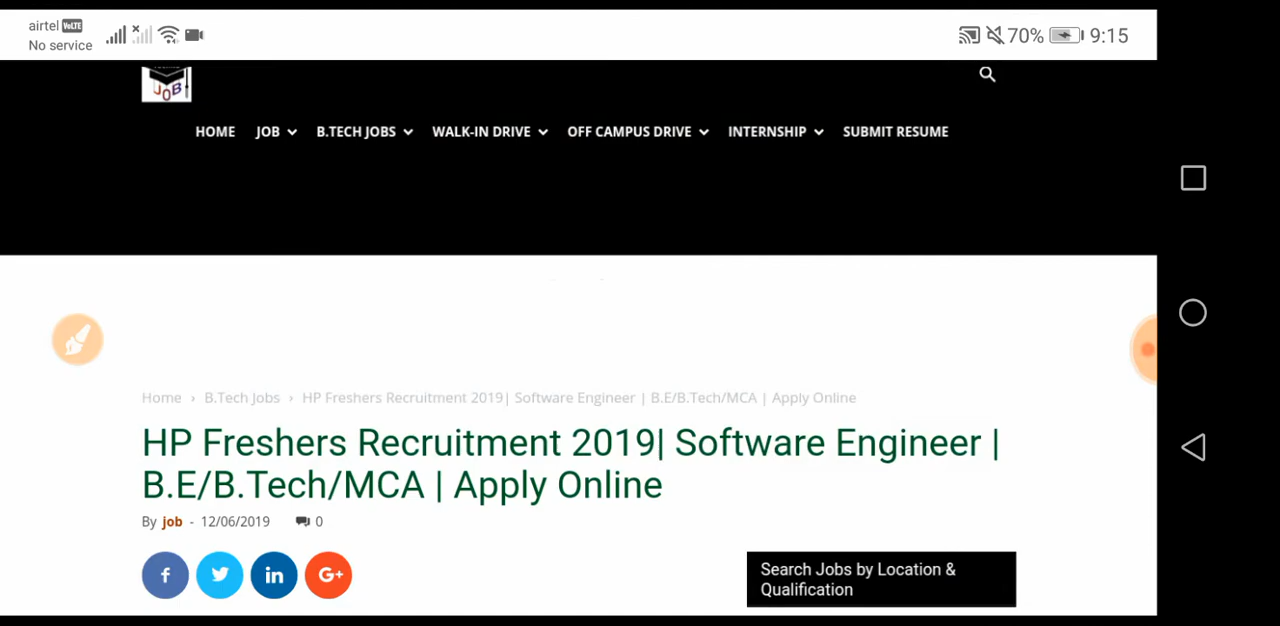 airtel VoLTE
No service
70% 9:15
JOB
HOME JOB B.TECH JOBS WALK-IN DRIVE OFF CAMPUS DRIVE INTERNSHIP SUBMIT RESUME
Home › B.Tech Jobs › HP Freshers Recruitment 2019| Software Engineer | B.E/B.Tech/MCA | Apply Online
HP Freshers Recruitment 2019| Software Engineer |
B.E/B.Tech/MCA | Apply Online
By job - 12/06/2019 0
f in G+
Search Jobs by Location &
Qualification